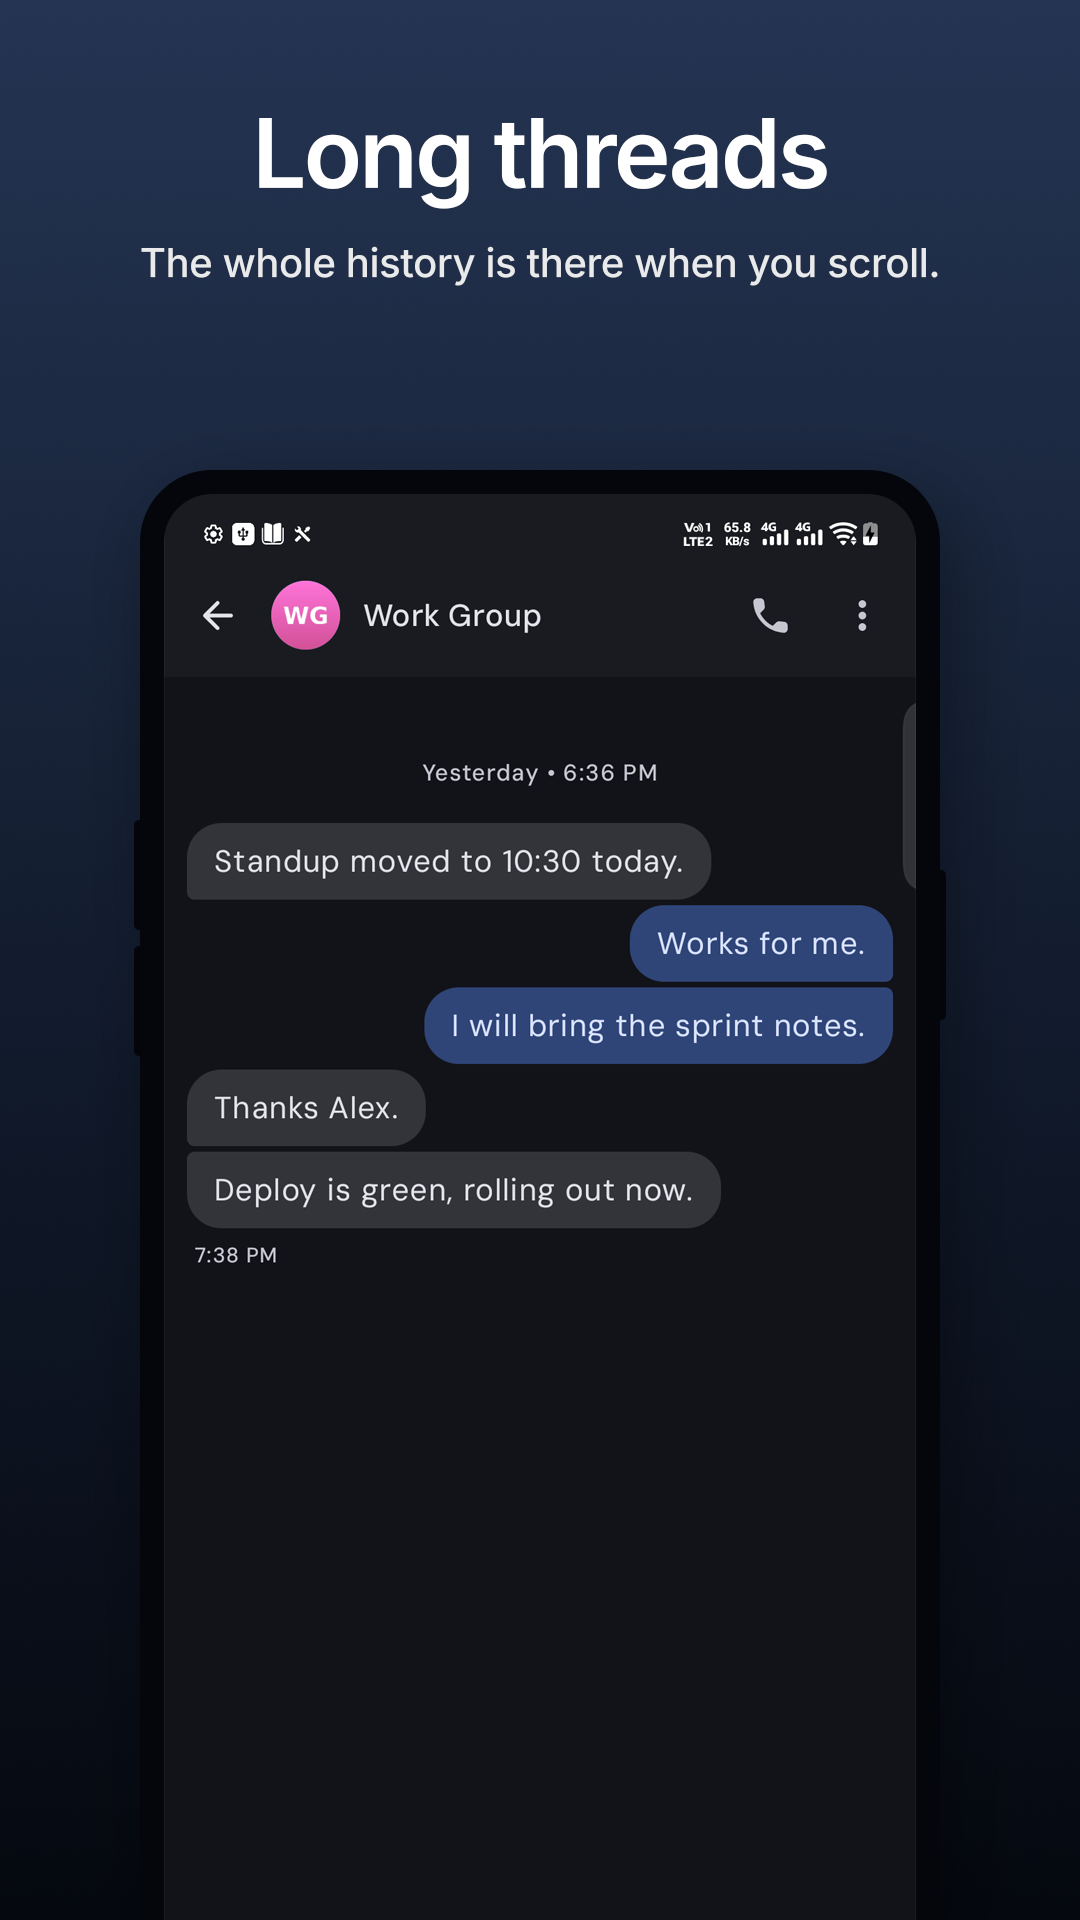 Long threads
The whole history is there when you scroll.
Vo 1 65.8 4G 4G
LTE2 KB/s
WG Work Group
Yesterday • 6:36 PM
Standup moved to 10:30 today.
Works for me.
I will bring the sprint notes.
Thanks Alex.
Deploy is green, rolling out now.
7:38 PM